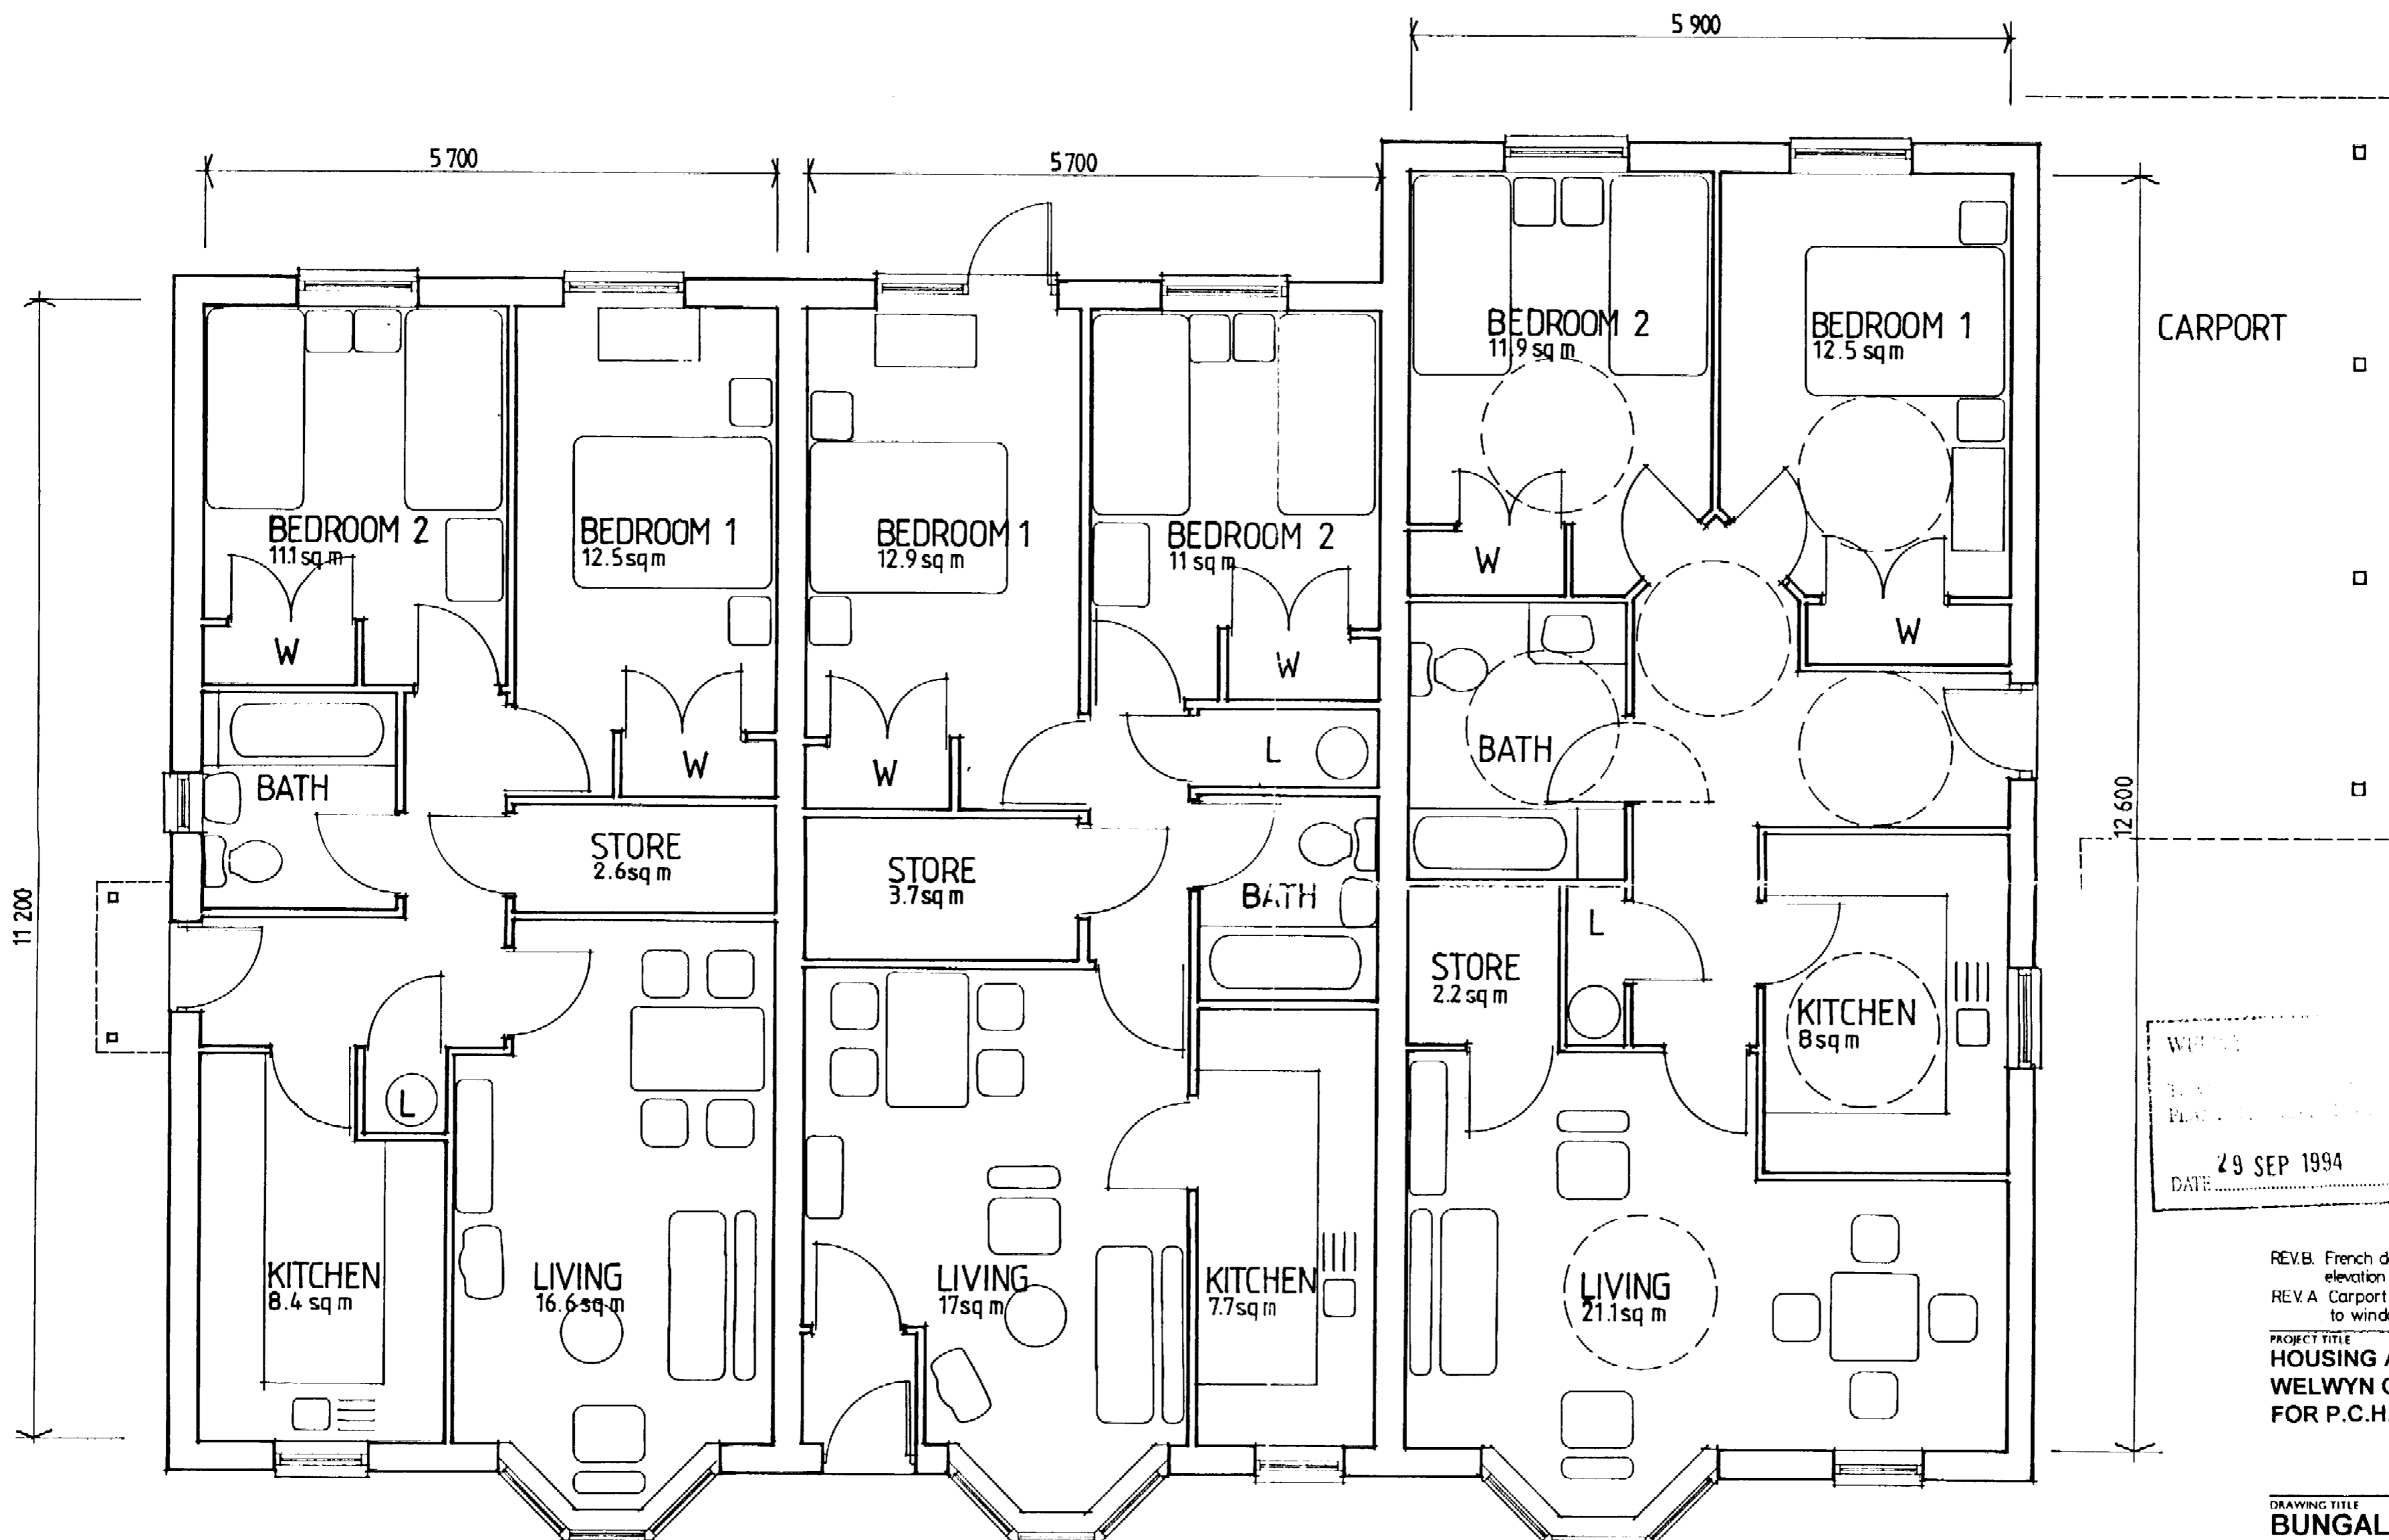 5 900
5 700
5700
BEDROOM 2
11.9 sq m
BEDROOM 1
12.5 sq m
CARPORT
BEDROOM 2
11.1 sq m
BEDROOM 1
12.5 sq m
BEDROOM 1
12.9 sq m
BEDROOM 2
11 sq m
W
W
W
W
W
W
L
BATH
BATH
12 600
STORE
2.6 sq m
STORE
3.7 sq m
BATH
11 200
L
STORE
2.2 sq m
KITCHEN
8 sq m
L
29 SEP 1994
DATE
KITCHEN
8.4 sq m
LIVING
16.6 sq m
LIVING
17 sq m
KITCHEN
7.7 sq m
LIVING
21.1 sq m
REV.B. French
elevation
REV. A Carport
to
PROJECT TITLE
HOUSING
WELWYN
FOR P.C.H.
DRAWING TITLE